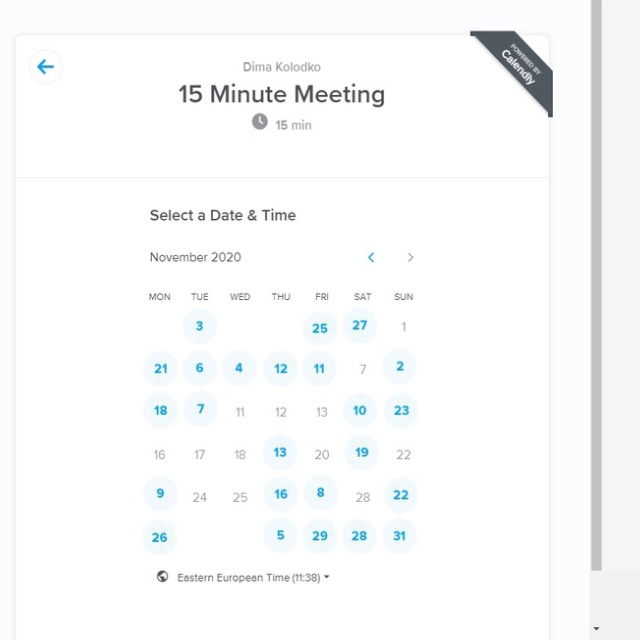 Dima Kolodko
15 Minute Meeting
15 min
POWERED BY
Calendly
Select a Date & Time
November 2020
MON TUE WED THU FRI SAT SUN
3 25 27 1
21 6 4 12 11 7 2
18 7 11 12 13 10 23
16 17 18 13 20 19 22
9 24 25 16 8 28 22
26 5 29 28 31
Eastern European Time (11:38)